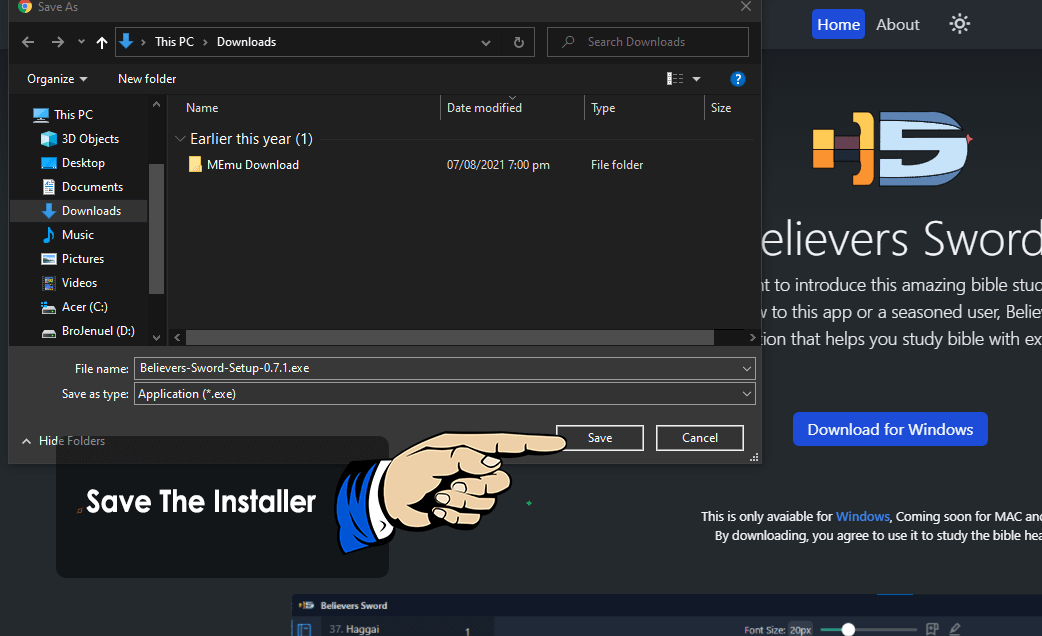 Save As
Home About
This PC Downloads
Search Downloads
Organize New folder
?
Name Date modified Type Size
This PC
3D Objects
Desktop
Documents
Downloads
Music
Pictures
Videos
Acer (C:)
BroJenuel (D:)
Earlier this year (1)
MEmu Download 07/08/2021 7:00 pm File folder
elievers Sword
nt to introduce this amazing bible stud
w to this app or a seasoned user, Belie
tion that helps you study bible with ex
File name: Believers-Sword-Setup-0.7.1.exe
Save as type: Application (*.exe)
Hide Folders
Save Cancel
Download for Windows
Save The Installer
This is only avaiable for Windows, Coming soon for MAC and
By downloading, you agree to use it to study the bible hea
Believers Sword
37. Haggai 1 Font Size: 20px